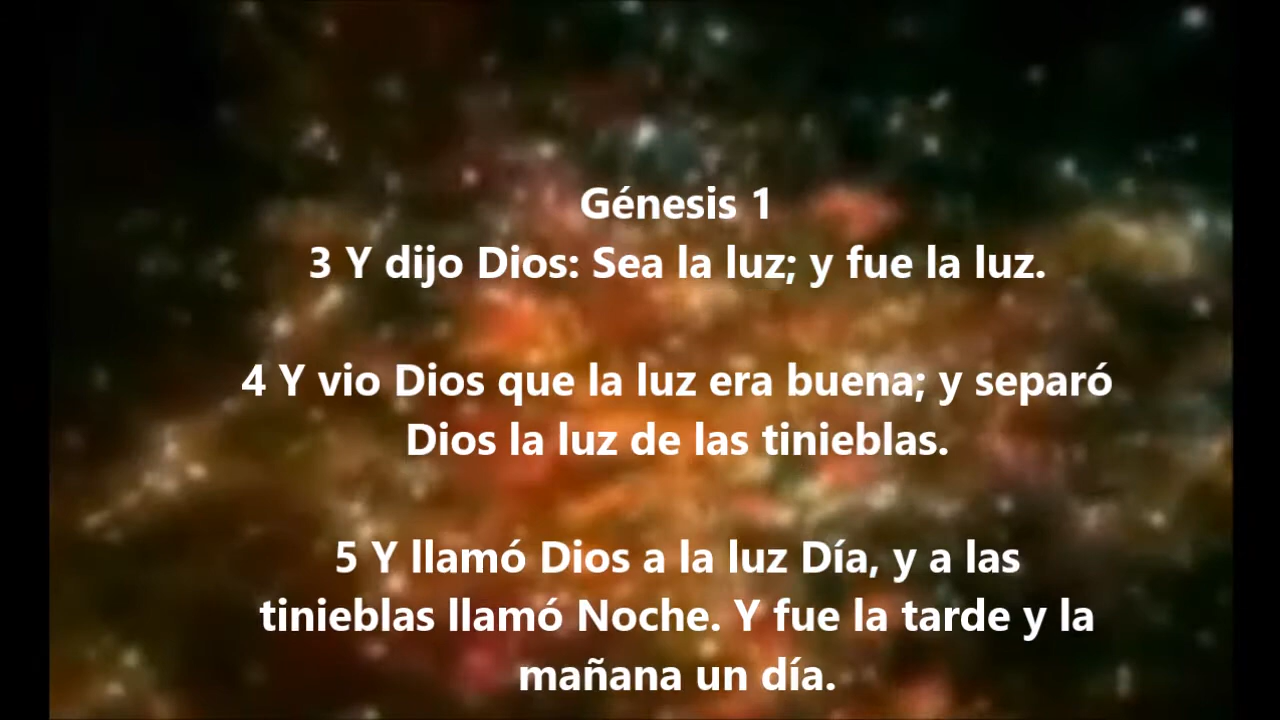 Génesis 1
3 Y dijo Dios: Sea la luz; y fue la luz.
4 Y vio Dios que la luz era buena; y separó
Dios la luz de las tinieblas.
5 Y llamó Dios a la luz Día, y a las
tinieblas llamó Noche. Y fue la tarde y la
mañana un día.